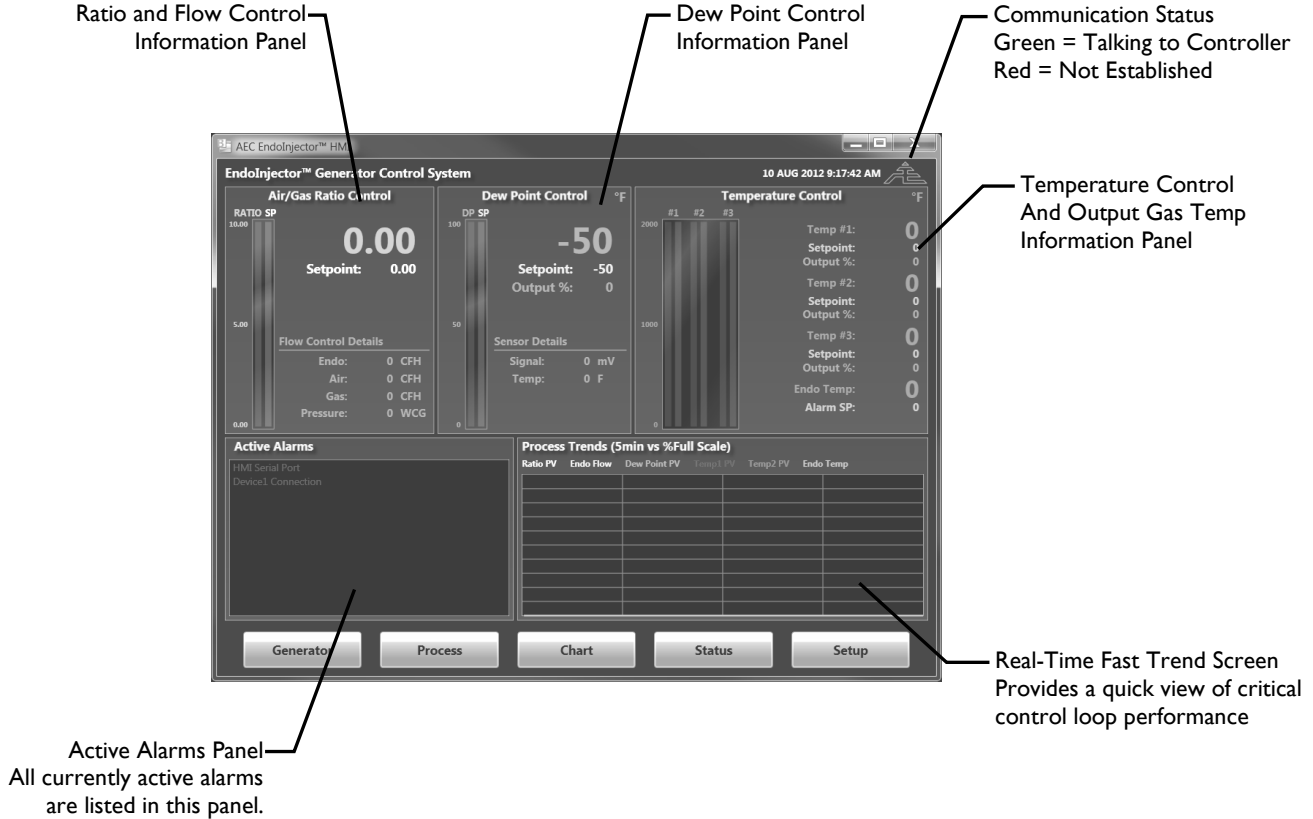 Ratio and Flow Control
Information Panel
Dew Point Control
Information Panel
Communication Status
Green = Talking to Controller
Red = Not Established
AEC EndoInjector™ HMI
EndoInjector™ Generator Control System
10 AUG 2012 9:17:42 AM
Air/Gas Ratio Control
RATIO SP
10.00
5.00
0.00
0.00
Setpoint: 0.00
Flow Control Details
Endo: 0 CFH
Air: 0 CFH
Gas: 0 CFH
Pressure: 0 WCG
Dew Point Control °F
DP SP
100
50
0
-50
Setpoint: -50
Output %: 0
Sensor Details
Signal: 0 mV
Temp: 0 F
Temperature Control °F
#1 #2 #3
2000
1000
0
Temp #1: 0
Setpoint: 0
Output %: 0
Temp #2: 0
Setpoint: 0
Output %: 0
Temp #3: 0
Setpoint: 0
Output %: 0
Endo Temp: 0
Alarm SP: 0
Temperature Control
And Output Gas Temp
Information Panel
Active Alarms
HMI Serial Port
Device1 Connection
Process Trends (5min vs %Full Scale)
Ratio PV Endo Flow Dew Point PV Temp1 PV Temp2 PV Endo Temp
Generator
Process
Chart
Status
Setup
Real-Time Fast Trend Screen
Provides a quick view of critical
control loop performance
Active Alarms Panel
All currently active alarms
are listed in this panel.